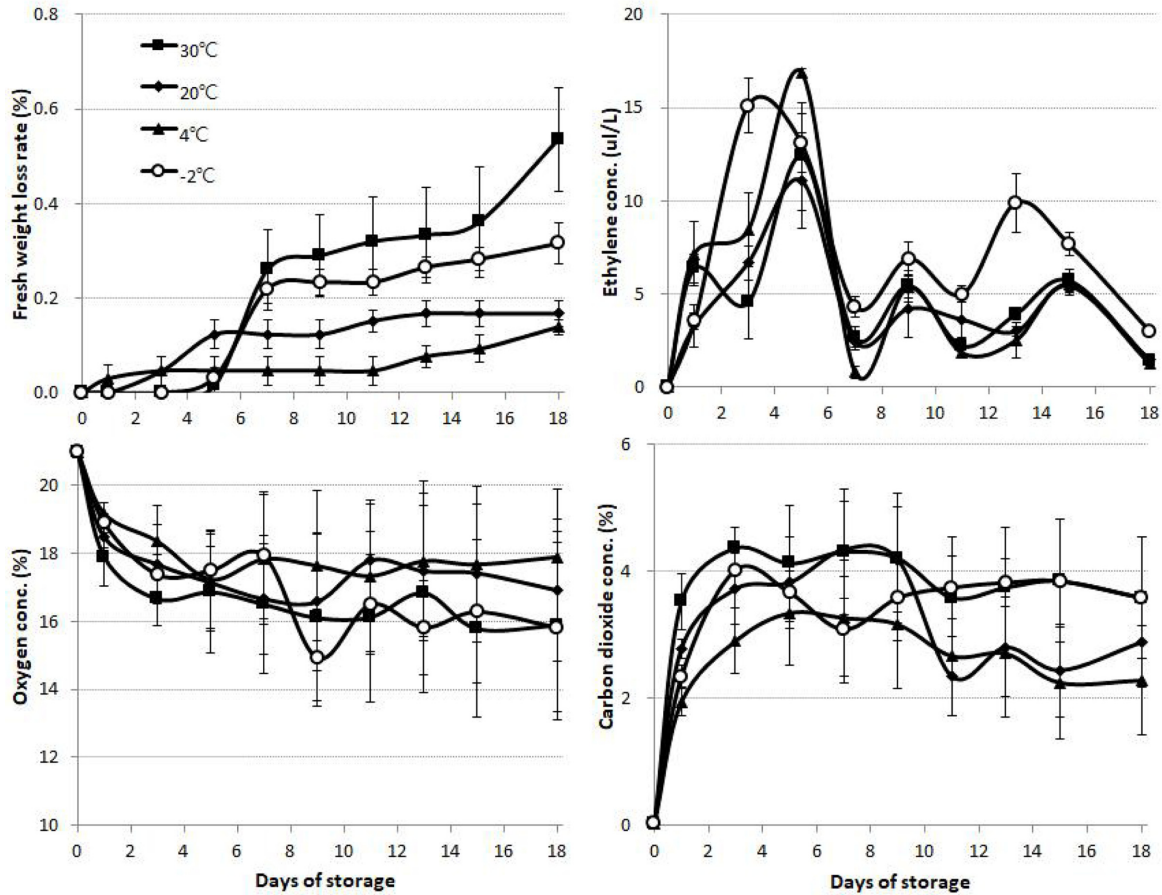 Fresh weight loss rate (%)
0.8
0.6
0.4
0.2
0.0
30℃
20℃
4℃
-2℃
0 2 4 6 8 10 12 14 16 18
Ethylene conc. (ul/L)
20
15
10
5
0
0 2 4 6 8 10 12 14 16 18
Oxygen conc. (%)
20
18
16
14
12
10
0 2 4 6 8 10 12 14 16 18
Days of storage
Carbon dioxide conc. (%)
6
4
2
0
0 2 4 6 8 10 12 14 16 18
Days of storage